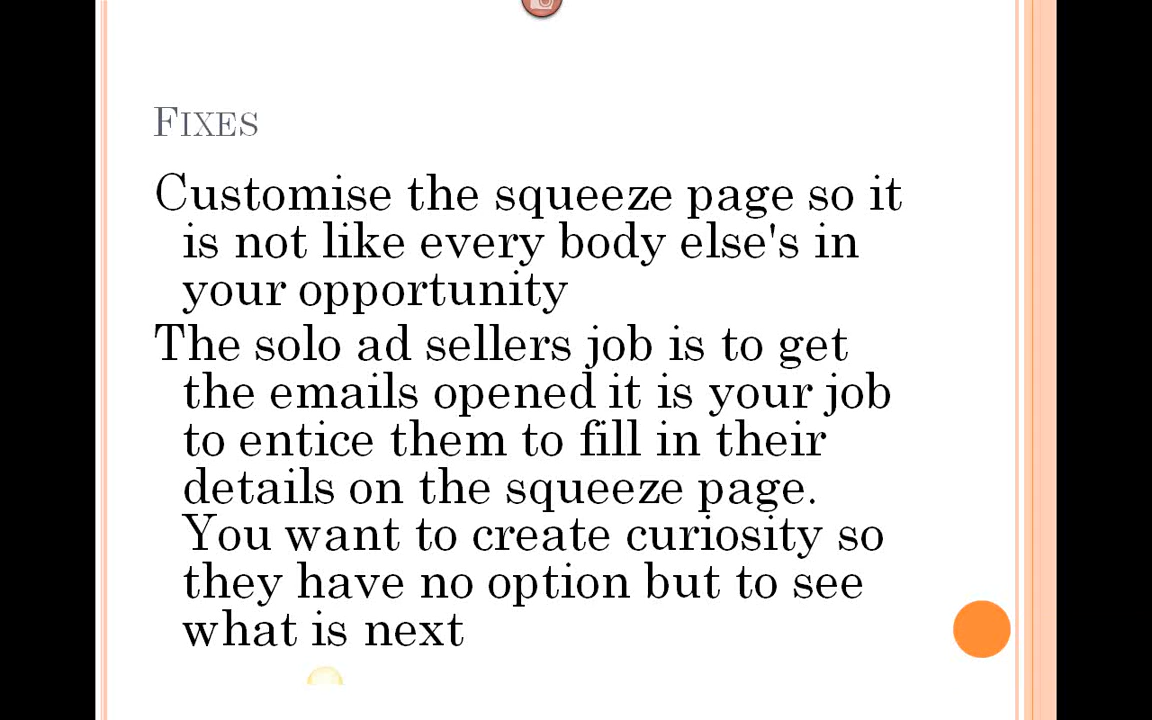 FIXES
Customise the squeeze page so it
is not like every body else's in
your opportunity
The solo ad sellers job is to get
the emails opened it is your job
to entice them to fill in their
details on the squeeze page.
You want to create curiosity so
they have no option but to see
what is next